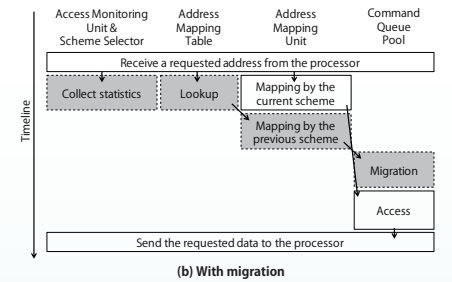 Access Monitoring
Unit &
Scheme Selector
Address
Mapping
Table
Address
Mapping
Unit
Command
Queue
Pool
Receive a requested address from the processor
Collect statistics
Lookup
Mapping by the
current scheme
Mapping by the
previous scheme
Migration
Access
Send the requested data to the processor
Timeline
(b) With migration